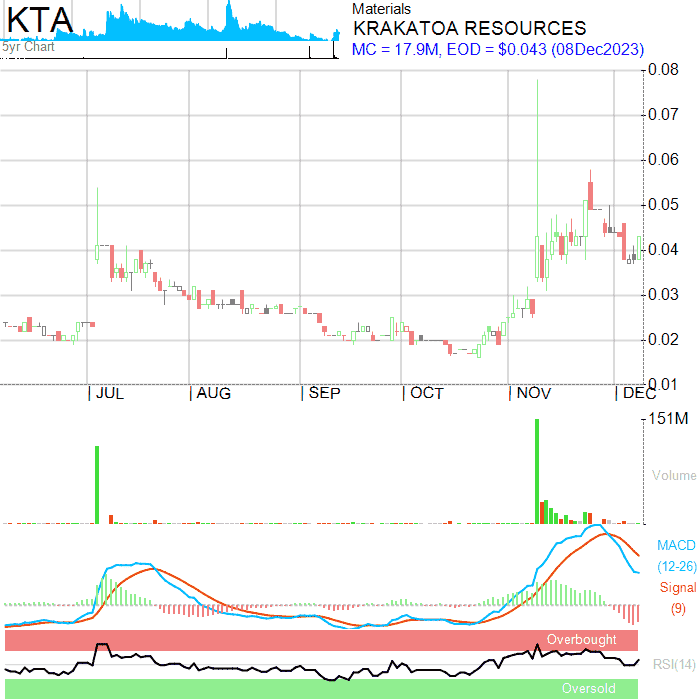 KTA
5yr Chart
Materials
KRAKATOA RESOURCES
MC = 17.9M, EOD = $0.043 (08Dec2023)
0.08
0.07
0.06
0.05
0.04
0.03
0.02
0.01
JUL AUG SEP OCT NOV DEC
151M
Volume
MACD
(12-26)
Signal
(9)
Overbought
RSI(14)
Oversold